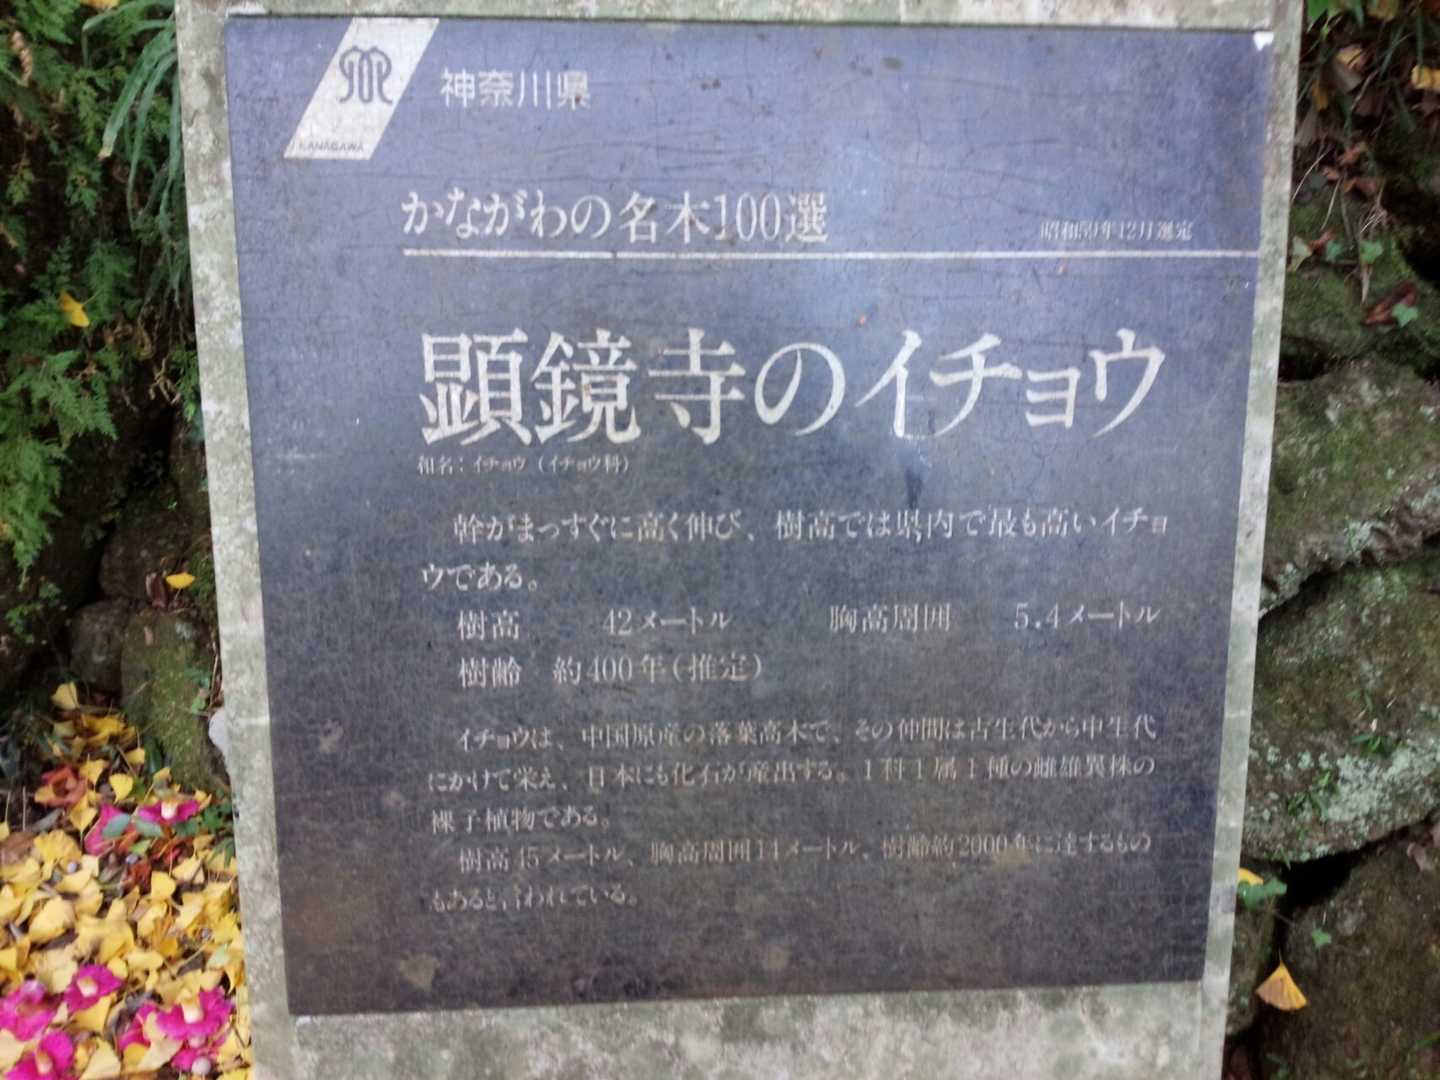 神奈川県
KANAGAWA
かながわの名木100選
昭和59年12月選定
顕鏡寺のイチョウ
和名：イチョウ（イチョウ科）
幹がまっすぐに高く伸び、樹高では県内で最も高いイチョ
ウである。
樹高 42メートル 胸高周囲 5.4メートル
樹齢 約400年(推定)
イチョウは、中国原産の落葉高木で、その仲間は古生代から中生代
にかけて栄え、日本にも化石が産出する。1科1属1種の雌雄異株の
裸子植物である。
樹高45メートル、胸高周囲14メートル、樹齢約2000年に達するもの
もあると言われている。